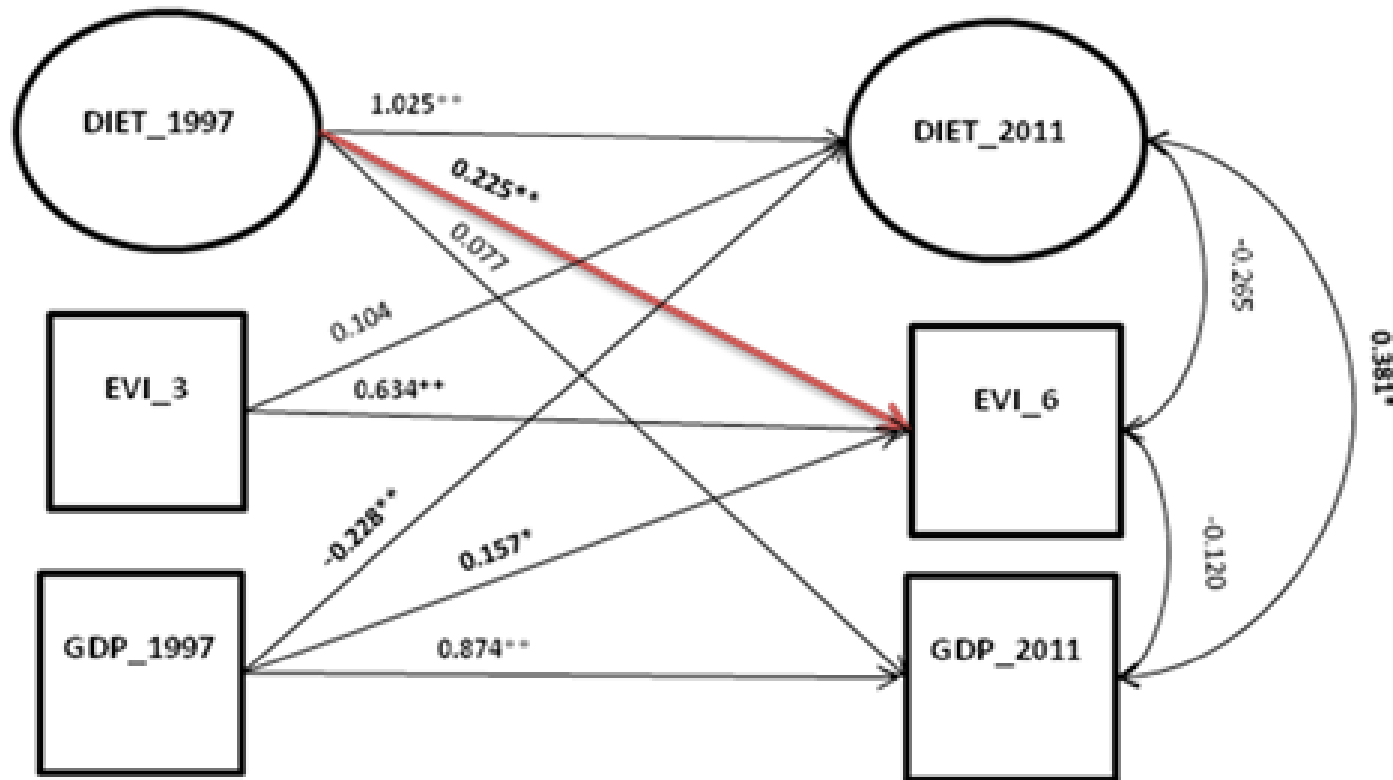 DIET_1997
1.025**
DIET_2011
0.225**
0.077
-0.265
0.104
0.381*
EVI_3
0.634**
EVI_6
-0.228**
0.157*
-0.120
GDP_1997
0.874**
GDP_2011